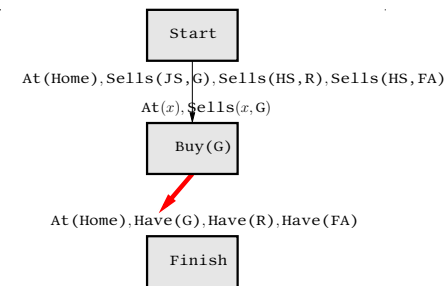 Start
At(Home),Sells(JS,G),Sells(HS,R),Sells(HS,FA)
At(x),Sells(x,G)
Buy(G)
At(Home),Have(G),Have(R),Have(FA)
Finish